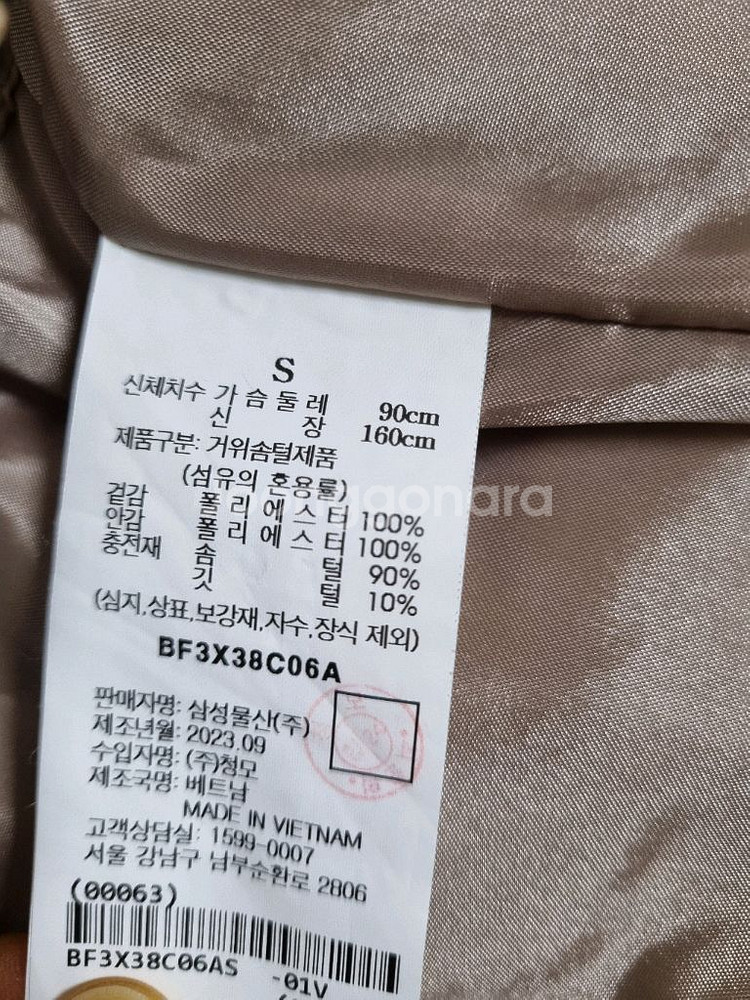 S
신체치수 가슴둘레 90cm
신장 160cm
제품구분: 거위솜털제품
(섬유의 혼용률)
겉감 폴리에스터 100%
안감 폴리에스터 100%
충전재 솜털 90%
깃털 10%
(심지,상표,보강재,자수,장식 제외)
BF3X38C06A
판매자명: 삼성물산(주)
제조년월: 2023.09
수입자명: (주)청모
제조국명: 베트남
MADE IN VIETNAM
고객상담실: 1599-0007
서울 강남구 남부순환로 2806
(00063)
BF3X38C06AS -01V